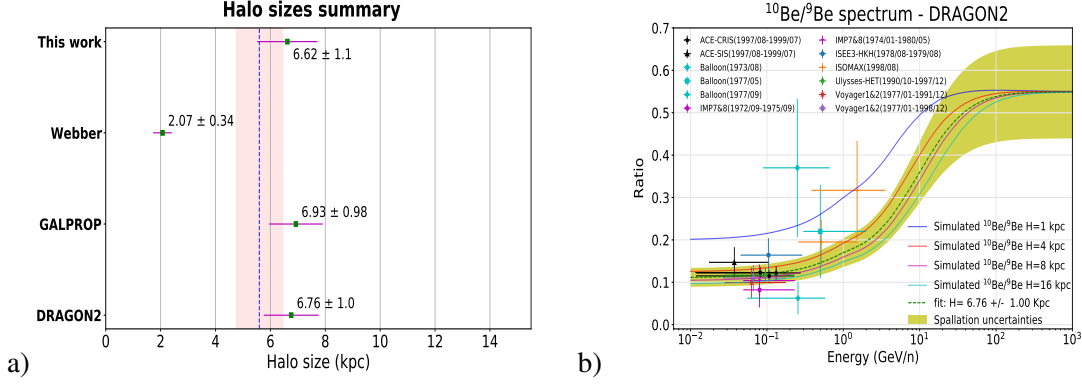 Halo sizes summary
This work
6.62 ± 1.1
Webber
2.07 ± 0.34
GALPROP
6.93 ± 0.98
DRAGON2
6.76 ± 1.0
0 2 4 6 8 10 12 14
Halo size (kpc)
a)
¹⁰Be/⁹Be spectrum - DRAGON2
ACE-CRIS(1997/08-1999/07)
ACE-SIS(1997/08-1999/07)
Balloon(1973/08)
Balloon(1977/05)
Balloon(1977/09)
IMP7&8(1972/09-1975/09)
IMP7&8(1974/01-1980/05)
ISEE3-HKH(1978/08-1979/08)
ISOMAX(1998/08)
Ulysses-HET(1990/10-1997/12)
Voyager1&2(1977/01-1991/12)
Voyager1&2(1977/01-1998/12)
Ratio
0.7
0.6
0.5
0.4
0.3
0.2
0.1
0.0
Simulated ¹⁰Be/⁹Be H=1 kpc
Simulated ¹⁰Be/⁹Be H=4 kpc
Simulated ¹⁰Be/⁹Be H=8 kpc
Simulated ¹⁰Be/⁹Be H=16 kpc
fit: H= 6.76 +/- 1.00 Kpc
Spallation uncertainties
10⁻² 10⁻¹ 10⁰ 10¹ 10² 10³
Energy (GeV/n)
b)